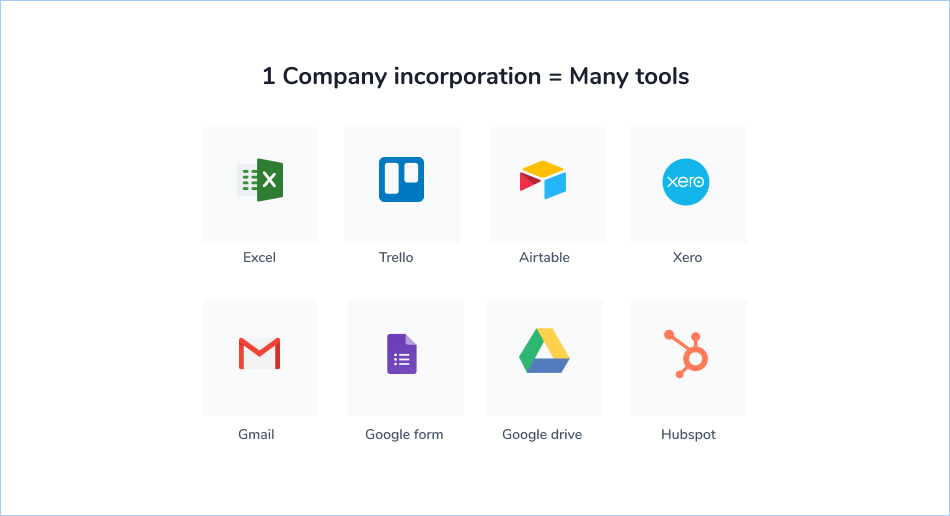 1 Company incorporation = Many tools
X
xero
Excel
Trello
Airtable
Xero
Gmail
Google form
Google drive
Hubspot